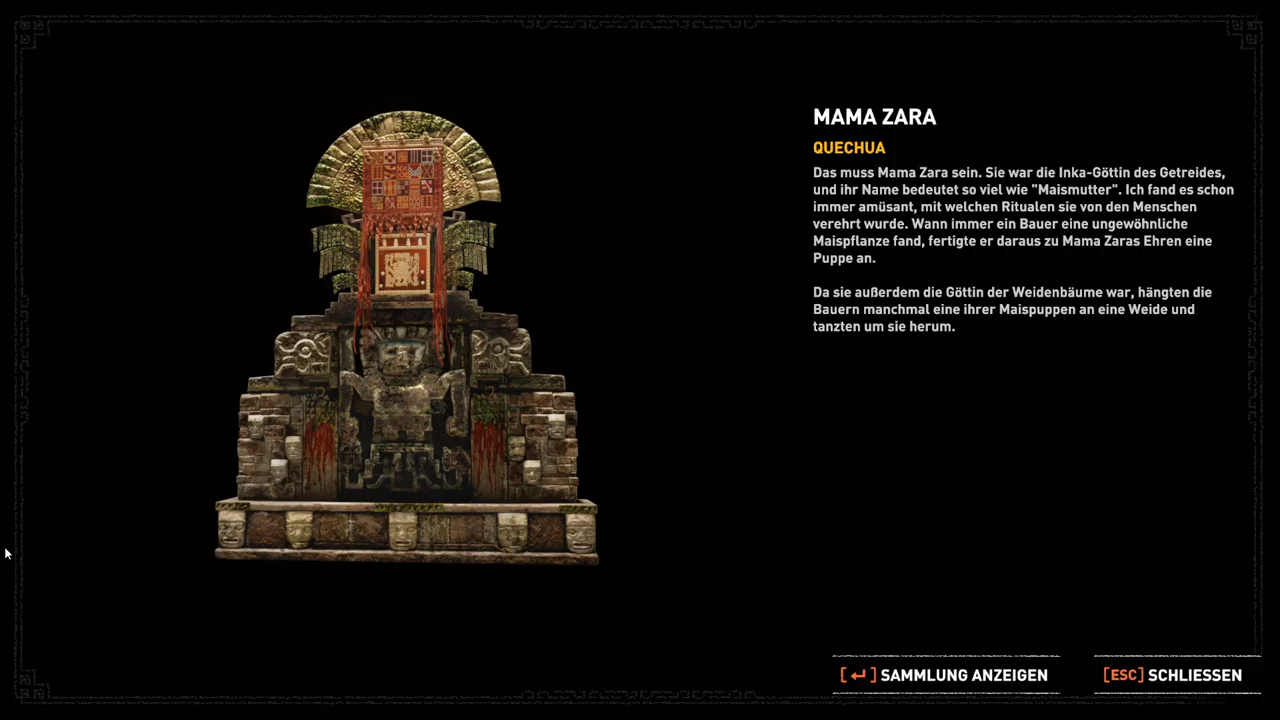 MAMA ZARA
QUECHUA
Das muss Mama Zara sein. Sie war die Inka-Göttin des Getreides,
und ihr Name bedeutet so viel wie "Maismutter". Ich fand es schon
immer amüsant, mit welchen Ritualen sie von den Menschen
verehrt wurde. Wann immer ein Bauer eine ungewöhnliche
Maispflanze fand, fertigte er daraus zu Mama Zaras Ehren eine
Puppe an.
Da sie außerdem die Göttin der Weidenbäume war, hängten die
Bauern manchmal eine ihrer Maispuppen an eine Weide und
tanzten um sie herum.
[↵] SAMMLUNG ANZEIGEN
[ESC] SCHLIESSEN